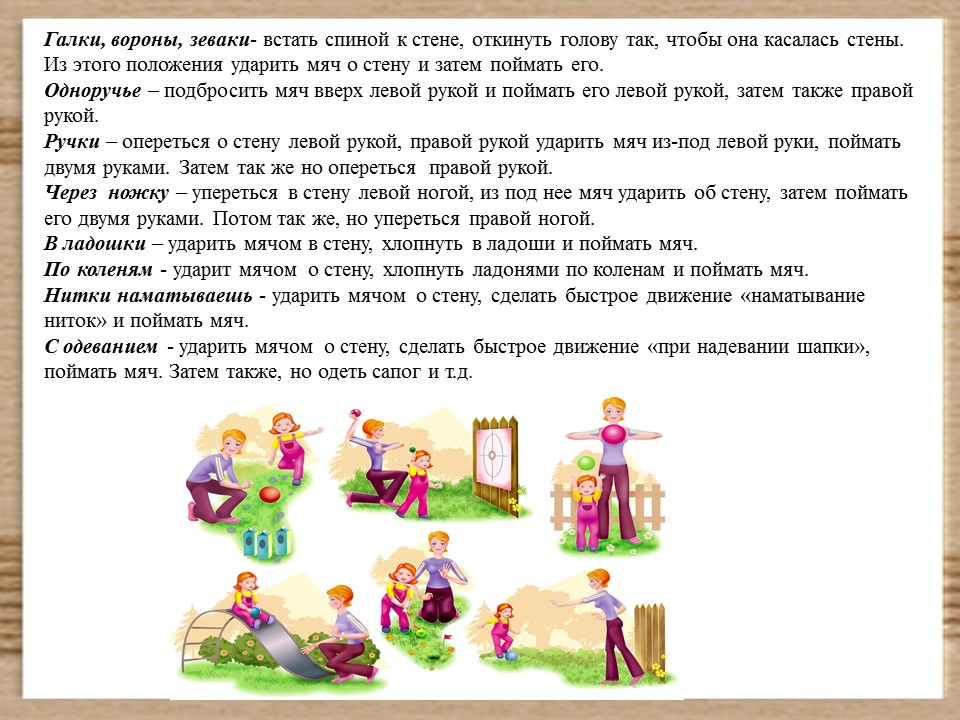 Галки, вороны, зеваки- встать спиной к стене, откинуть голову так, чтобы она касалась стены.
Из этого положения ударить мяч о стену и затем поймать его.
Одноручье – подбросить мяч вверх левой рукой и поймать его левой рукой, затем также правой
рукой.
Ручки – опереться о стену левой рукой, правой рукой ударить мяч из-под левой руки, поймать
двумя руками. Затем так же но опереться правой рукой.
Через ножку – упереться в стену левой ногой, из под нее мяч ударить об стену, затем поймать
его двумя руками. Потом так же, но упереться правой ногой.
В ладошки – ударить мячом в стену, хлопнуть в ладоши и поймать мяч.
По коленям - ударит мячом о стену, хлопнуть ладонями по коленам и поймать мяч.
Нитки наматываешь - ударить мячом о стену, сделать быстрое движение «наматывание
ниток» и поймать мяч.
С одеванием - ударить мячом о стену, сделать быстрое движение «при надевании шапки»,
поймать мяч. Затем также, но одеть сапог и т.д.